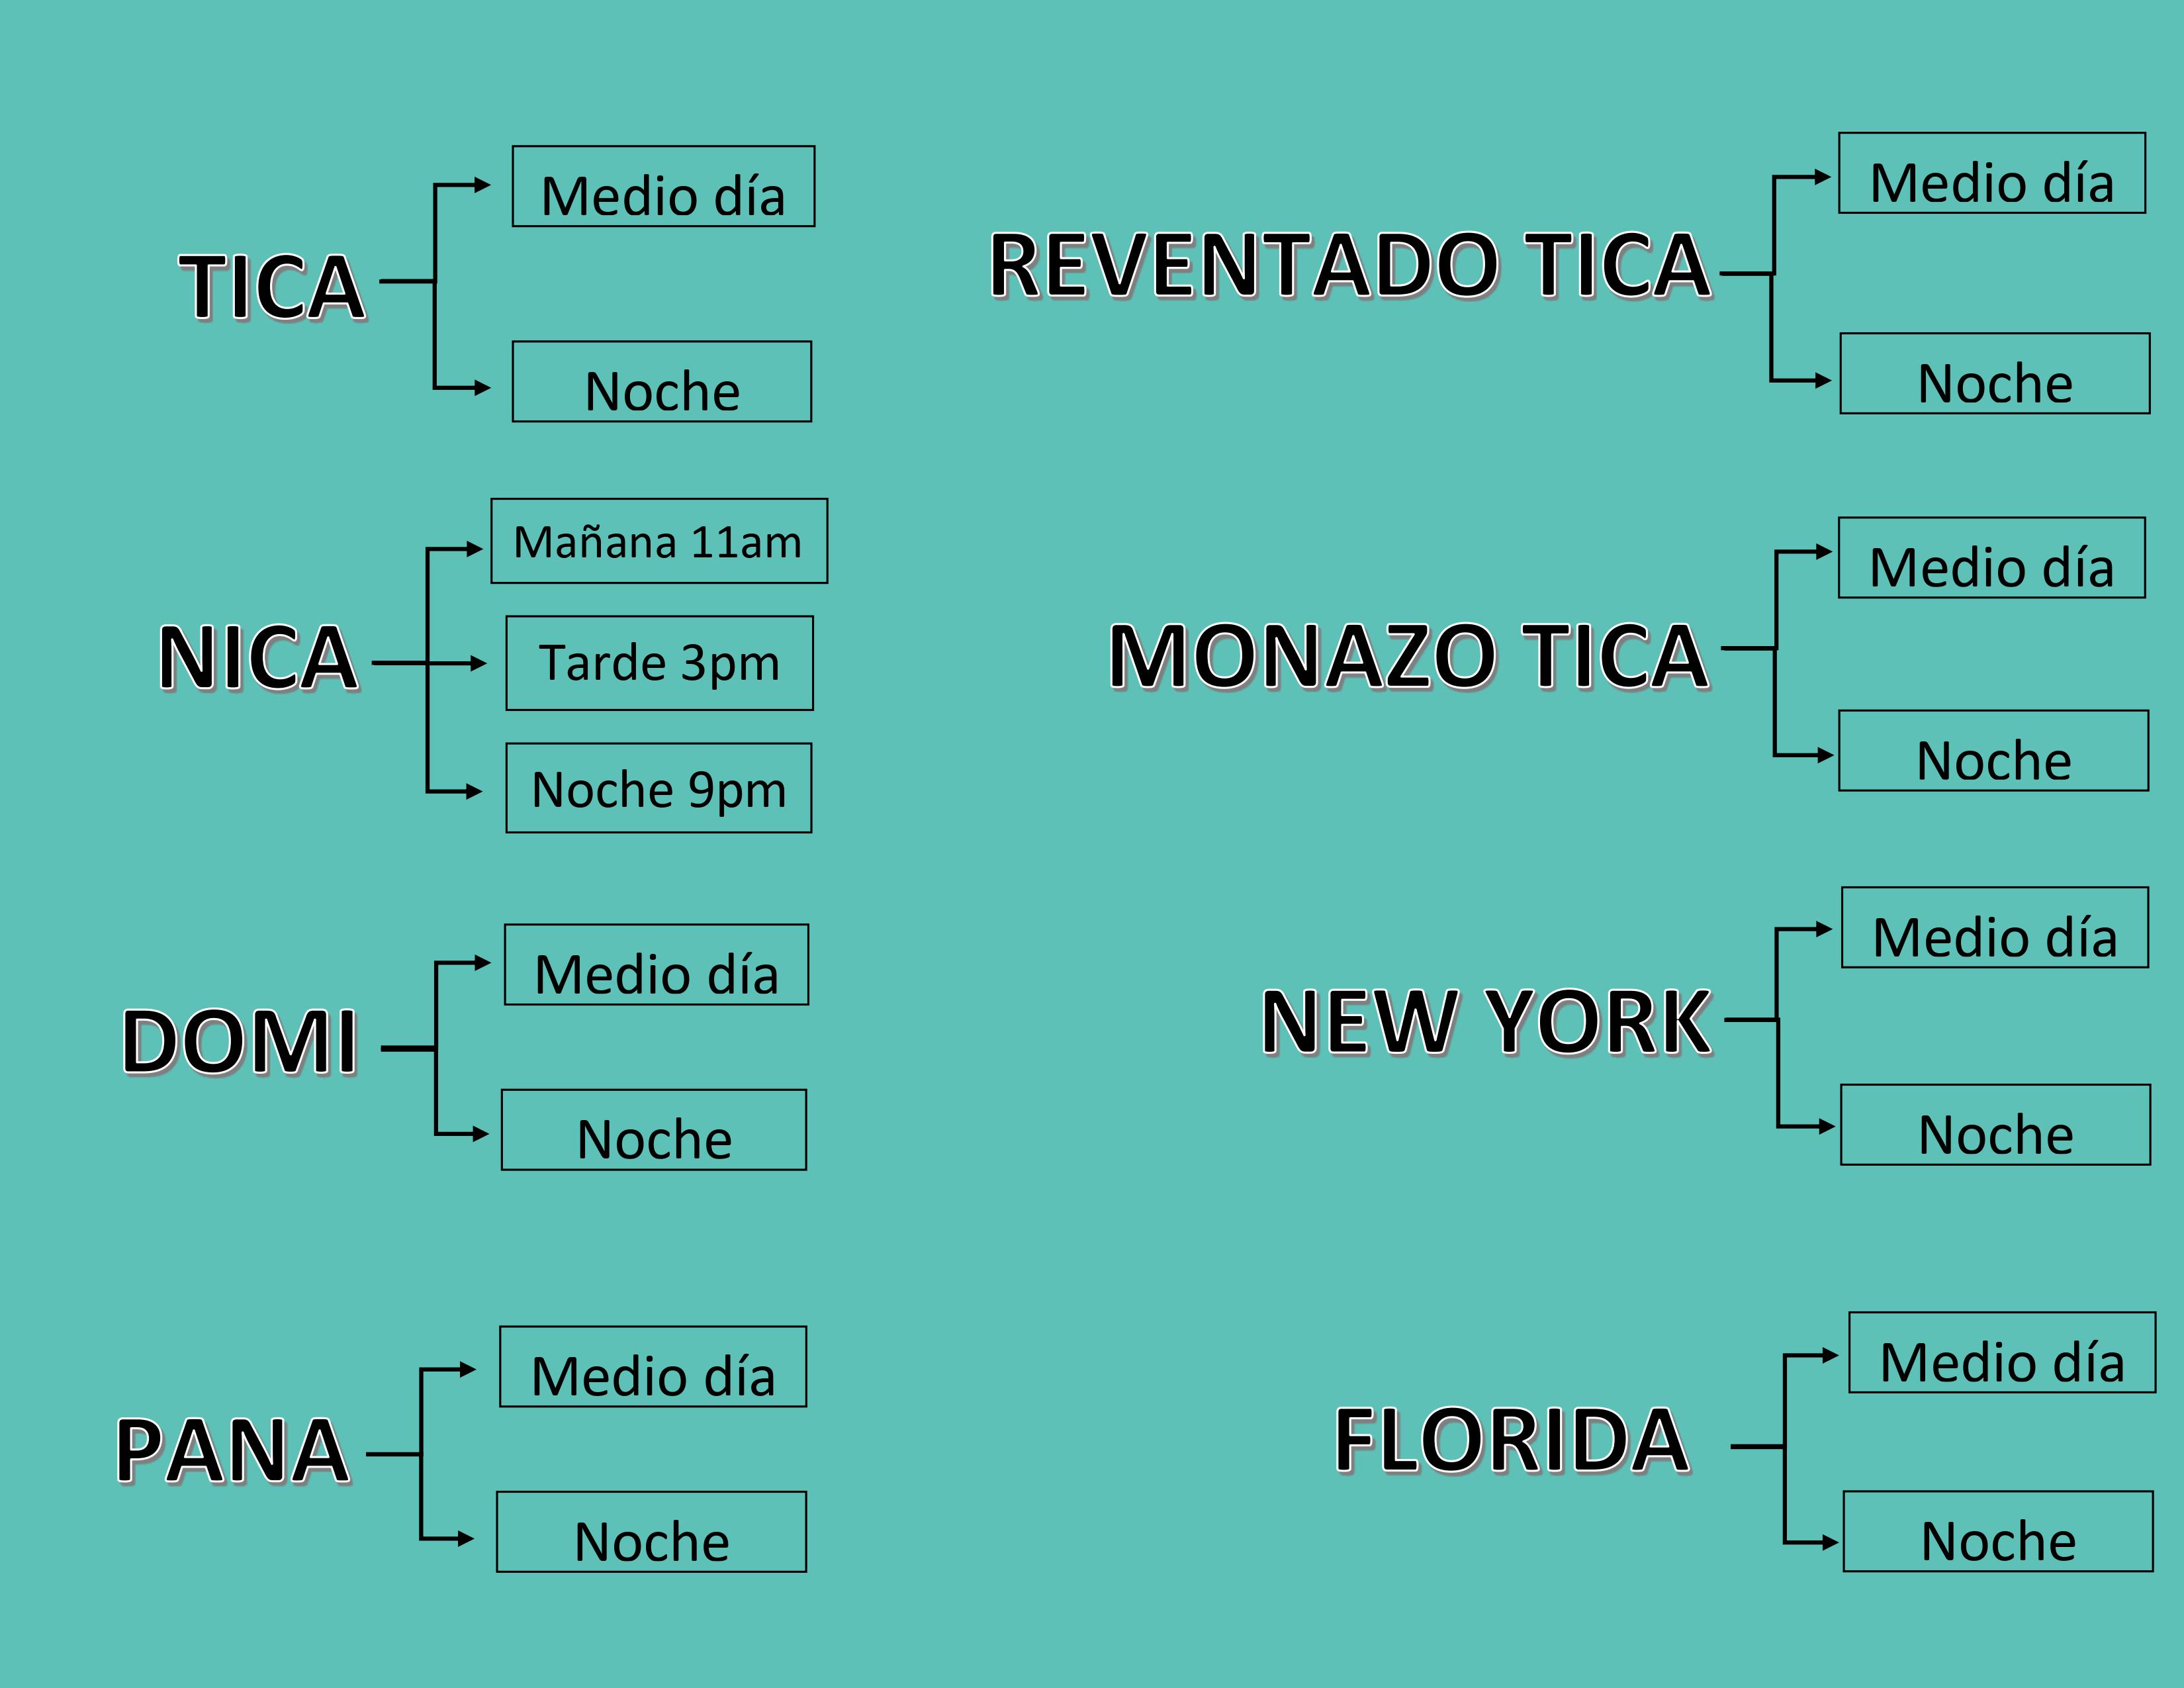 TICA
Medio día
Noche
NICA
Mañana 11am
Tarde 3pm
Noche 9pm
DOMI
Medio día
Noche
PANA
Medio día
Noche
REVENTADO TICA
Medio día
Noche
MONAZO TICA
Medio día
Noche
NEW YORK
Medio día
Noche
FLORIDA
Medio día
Noche